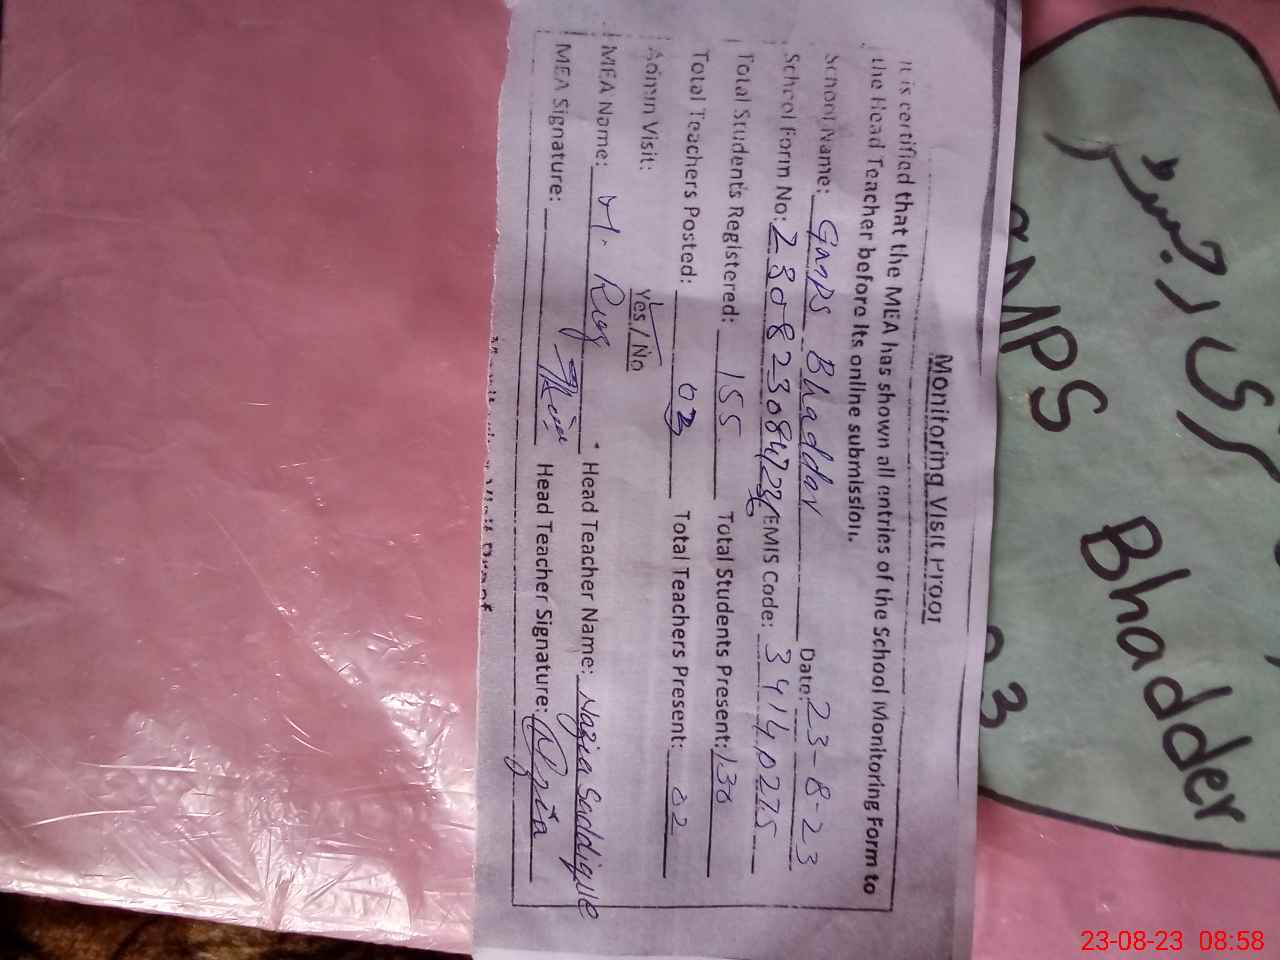 Monitoring Visit Proof
It is certified that the MEA has shown all entries of the School Monitoring Form to
the Head Teacher before its online submission.
School Name: GMPS Bhaddar Date: 23-8-23
School Form No: EMIS Code: 34140275
Total Students Registered: 155 Total Students Present: 130
Total Teachers Posted: 02 Total Teachers Present: 02
Admin Visit: Yes / No
MEA Name: M. Head Teacher Name: Nazia Saddique
MEA Signature: Head Teacher Signature: Nazia
GMPS Bhadder
23-08-23 08:58